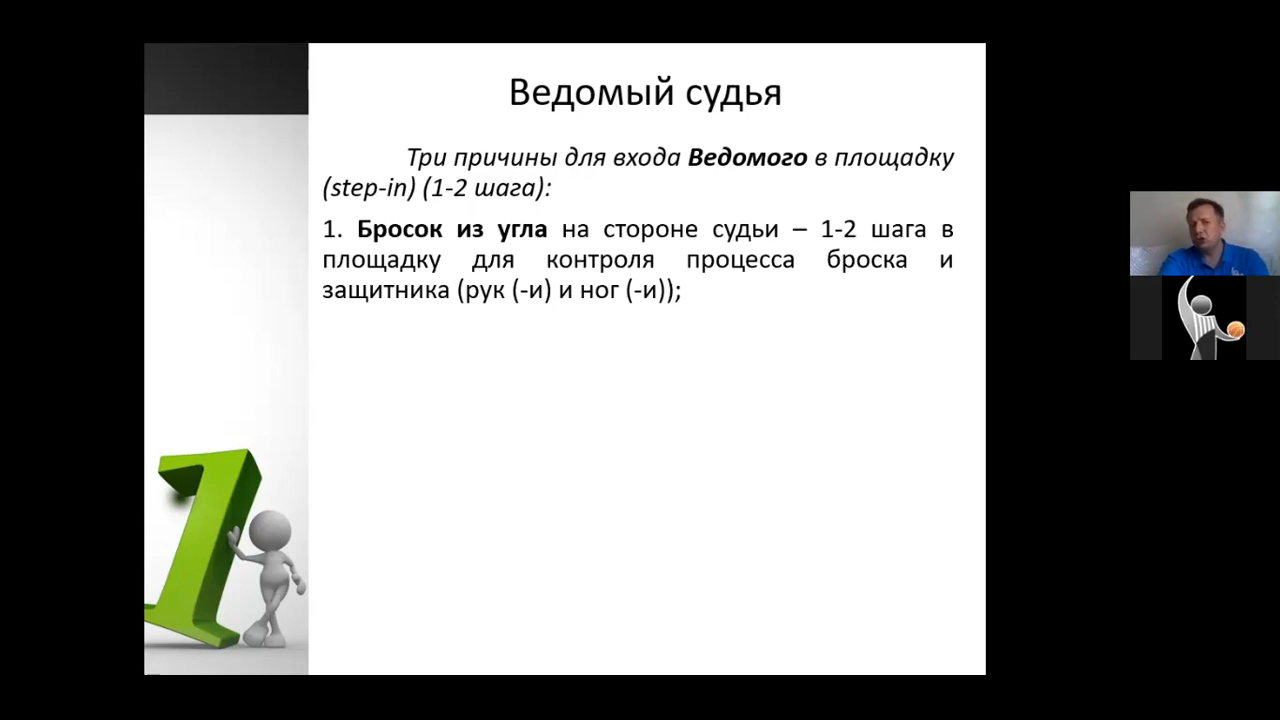 Ведомый судья
Три причины для входа Ведомого в площадку
(step-in) (1-2 шага):
1. Бросок из угла на стороне судьи – 1-2 шага в
площадку для контроля процесса броска и
защитника (рук (-и) и ног (-и));
1